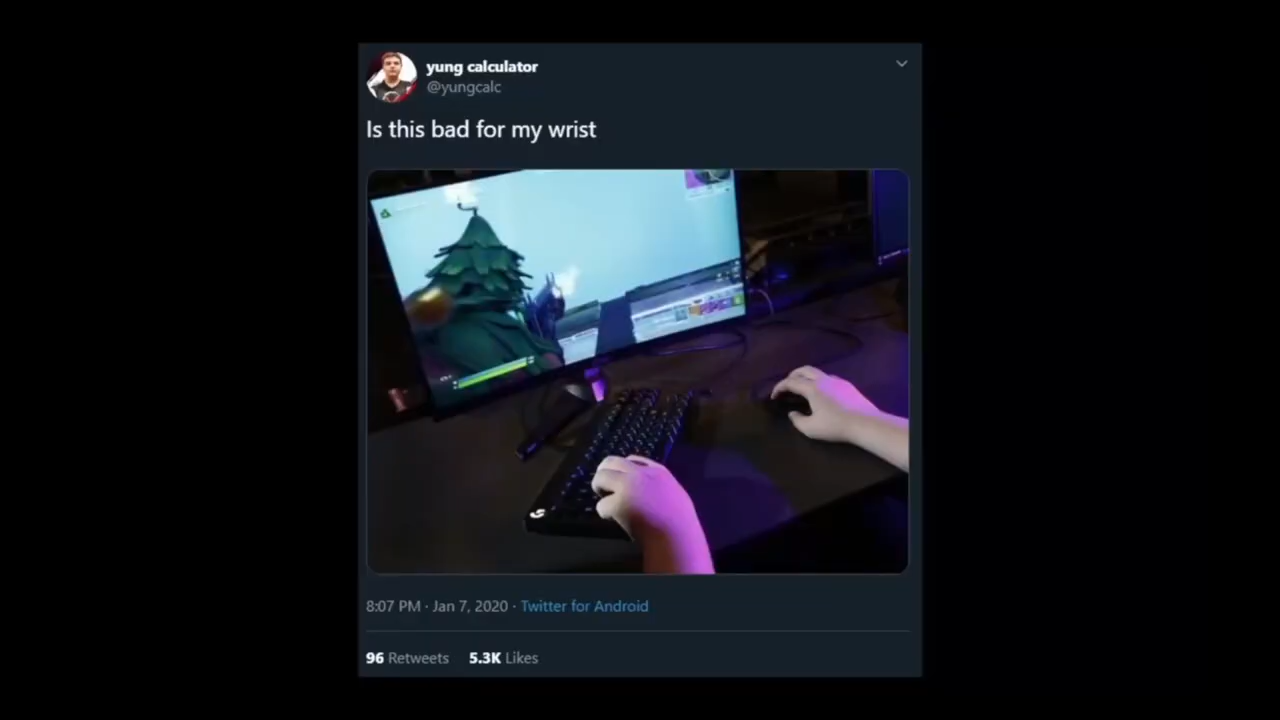 yung calculator
@yungcalc
Is this bad for my wrist
8:07 PM · Jan 7, 2020 · Twitter for Android
96 Retweets 5.3K Likes